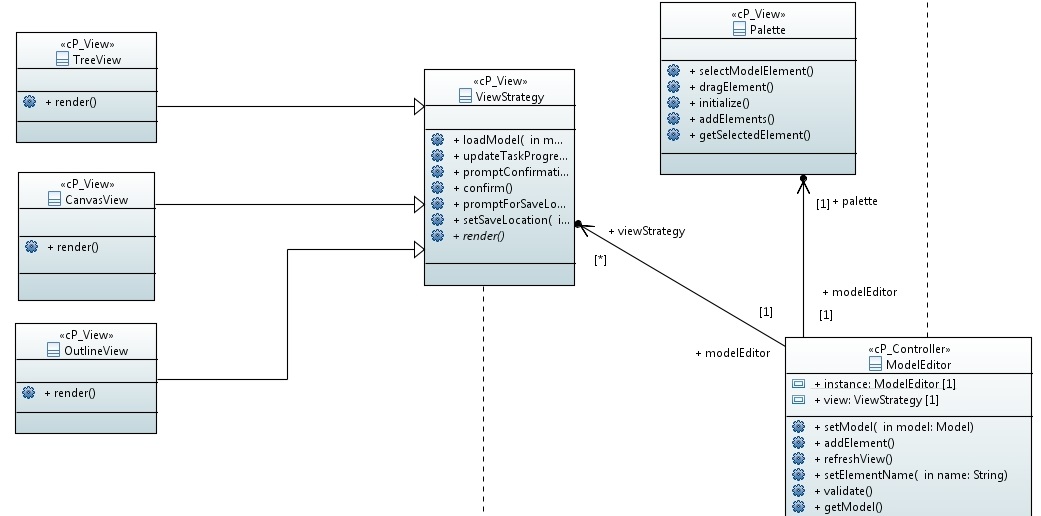 «cP_View»
TreeView
+ render()
«cP_View»
CanvasView
+ render()
«cP_View»
OutlineView
+ render()
«cP_View»
ViewStrategy
+ loadModel( in m...
+ updateTaskProgre...
+ promptConfirmati...
+ confirm()
+ promptForSaveLo...
+ setSaveLocation( i...
+ render()
«cP_View»
Palette
+ selectModelElement()
+ dragElement()
+ initialize()
+ addElements()
+ getSelectedElement()
[1] + palette
+ viewStrategy
[*]
+ modelEditor
[1]
[1]
+ modelEditor
«cP_Controller»
ModelEditor
+ instance: ModelEditor [1]
+ view: ViewStrategy [1]
+ setModel( in model: Model)
+ addElement()
+ refreshView()
+ setElementName( in name: String)
+ validate()
+ getModel()